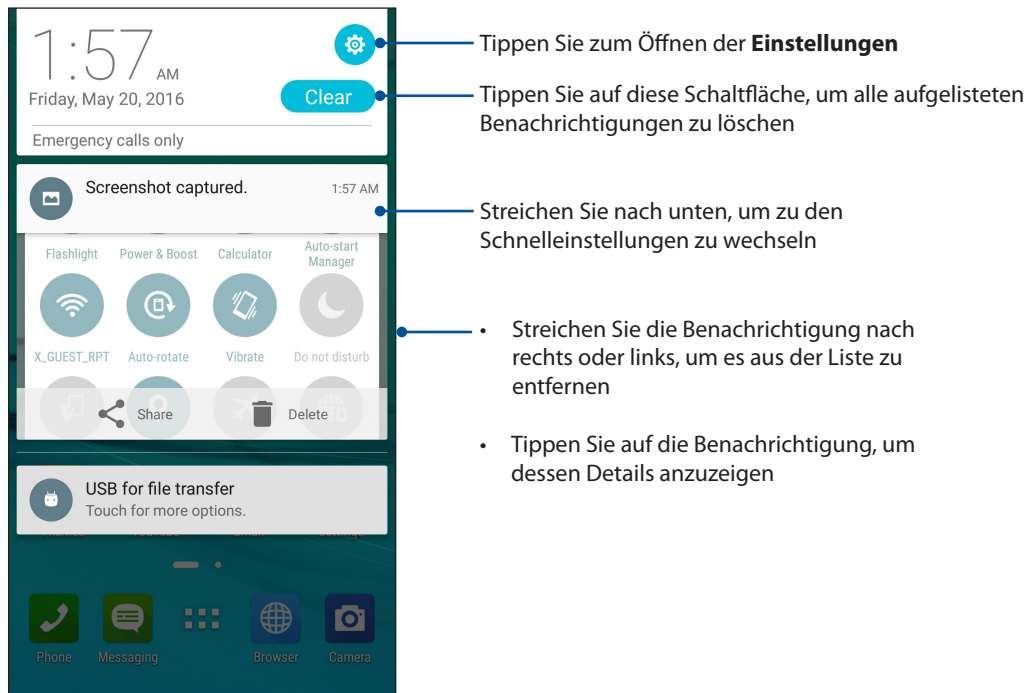 1:57 AM
Friday, May 20, 2016
Clear
Emergency calls only
Tippen Sie zum Öffnen der Einstellungen
Tippen Sie auf diese Schaltfläche, um alle aufgelisteten
Benachrichtigungen zu löschen
Screenshot captured.
1:57 AM
Streichen Sie nach unten, um zu den
Schnelleinstellungen zu wechseln
Flashlight
Power & Boost
Calculator
Auto-start
Manager
X_GUEST_RPT
Auto-rotate
Vibrate
Do not disturb
Share
Delete
• Streichen Sie die Benachrichtigung nach
rechts oder links, um es aus der Liste zu
entfernen
• Tippen Sie auf die Benachrichtigung, um
dessen Details anzuzeigen
USB for file transfer
Touch for more options.
Phone
Messaging
Browser
Camera